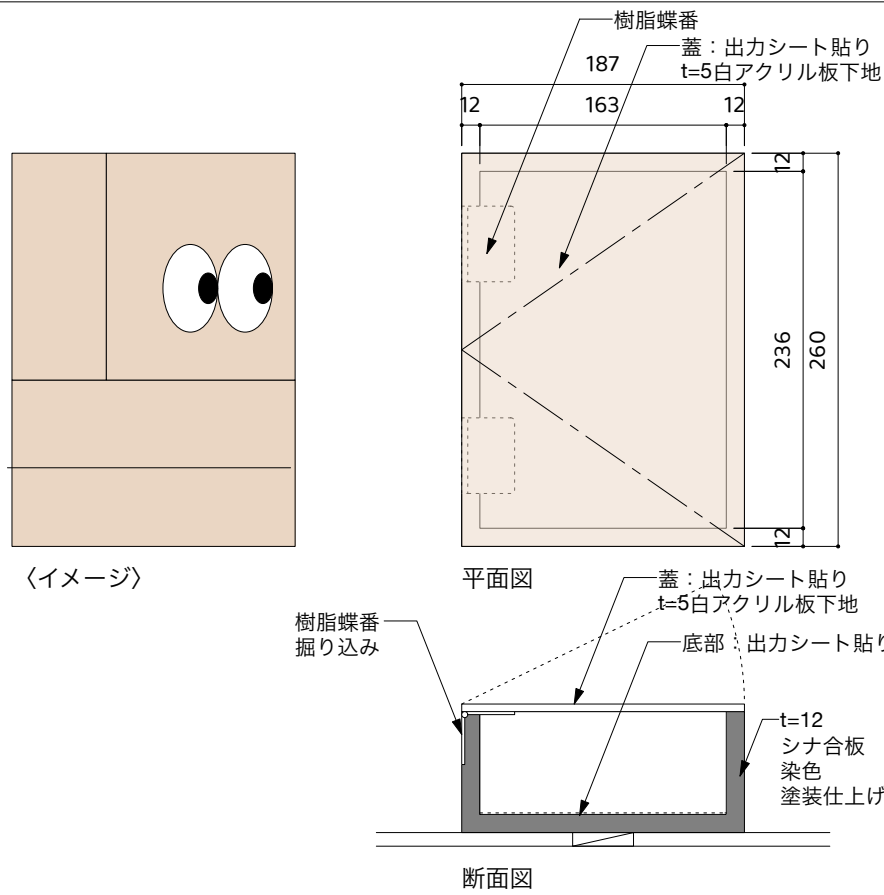 樹脂蝶番
蓋：出力シート貼り
t=5白アクリル板下地
187
12
163
12
12
236
260
12
〈イメージ〉
平面図
蓋：出力シート貼り
t=5白アクリル板下地
樹脂蝶番
掘り込み
底部：出力シート貼り
t=12
シナ合板
染色
塗装仕上げ
断面図